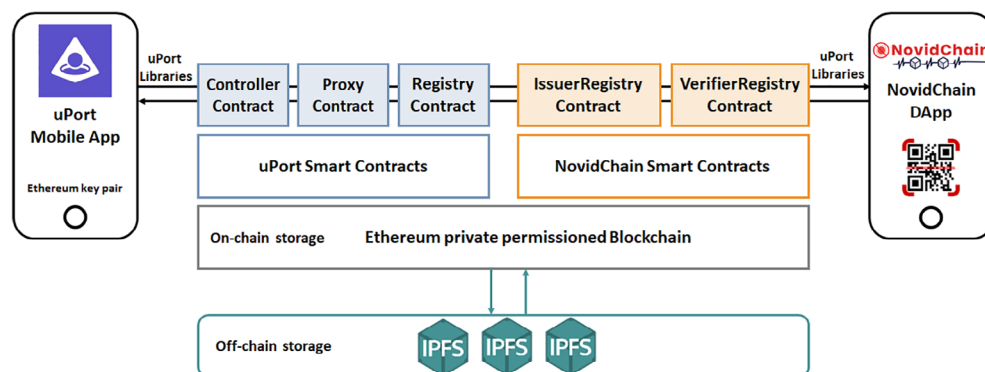 uPort
Mobile App
Ethereum key pair
uPort
Libraries
Controller
Contract
Proxy
Contract
Registry
Contract
IssuerRegistry
Contract
VerifierRegistry
Contract
uPort
Libraries
NovidChain
NovidChain
DApp
uPort Smart Contracts
NovidChain Smart Contracts
On-chain storage
Ethereum private permissioned Blockchain
Off-chain storage
IPFS
IPFS
IPFS